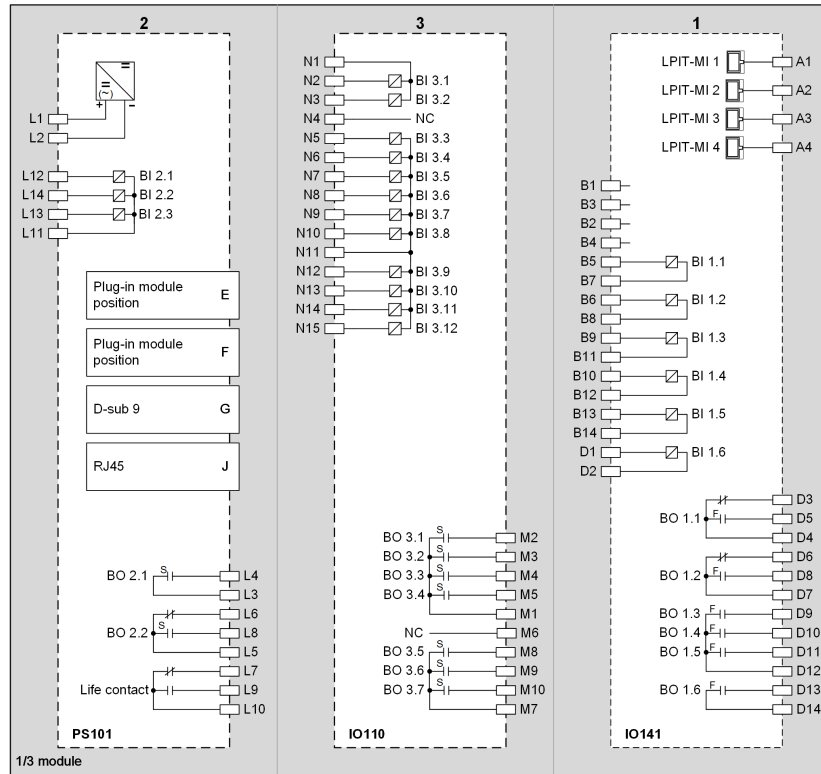 2
=
=
(~)
+ -
L1
L2
L12 BI 2.1
L14 BI 2.2
L13 BI 2.3
L11
Plug-in module
position E
Plug-in module
position F
D-sub 9 G
RJ45 J
BO 2.1 S L4
L3
L6
BO 2.2 S L8
L5
L7
Life contact L9
L10
PS101
1/3 module
3
N1
N2 BI 3.1
N3 BI 3.2
N4 NC
N5 BI 3.3
N6 BI 3.4
N7 BI 3.5
N8 BI 3.6
N9 BI 3.7
N10 BI 3.8
N11
N12 BI 3.9
N13 BI 3.10
N14 BI 3.11
N15 BI 3.12
BO 3.1 S M2
BO 3.2 S M3
BO 3.3 S M4
BO 3.4 S M5
M1
NC M6
BO 3.5 S M8
BO 3.6 S M9
BO 3.7 S M10
M7
IO110
1
LPIT-MI 1 A1
LPIT-MI 2 A2
LPIT-MI 3 A3
LPIT-MI 4 A4
B1
B3
B2
B4
B5 BI 1.1
B7
B6 BI 1.2
B8
B9 BI 1.3
B11
B10 BI 1.4
B12
B13 BI 1.5
B14
D1 BI 1.6
D2
D3
BO 1.1 F D5
D4
D6
BO 1.2 F D8
D7
BO 1.3 F D9
BO 1.4 F D10
BO 1.5 F D11
D12
BO 1.6 F D13
D14
IO141